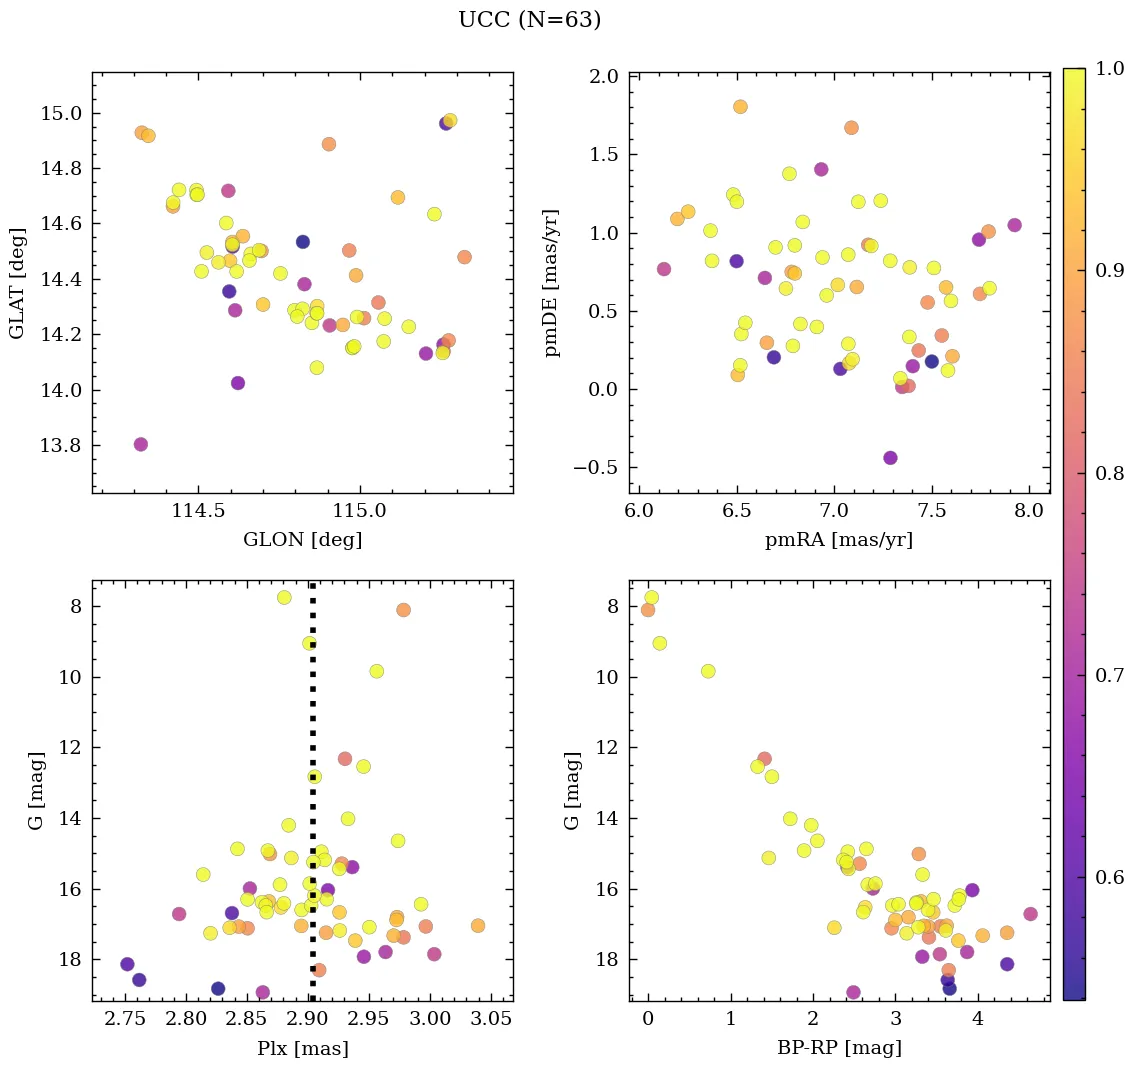 UCC (N=63)
15.0
14.8
14.6
14.4
14.2
14.0
13.8
GLAT [deg]
114.5 115.0
GLON [deg]
2.0
1.5
1.0
0.5
0.0
−0.5
pmDE [mas/yr]
6.0 6.5 7.0 7.5 8.0
pmRA [mas/yr]
1.0
0.9
0.8
0.7
0.6
8
10
12
14
16
18
G [mag]
2.75 2.80 2.85 2.90 2.95 3.00 3.05
Plx [mas]
8
10
12
14
16
18
G [mag]
0 1 2 3 4
BP-RP [mag]